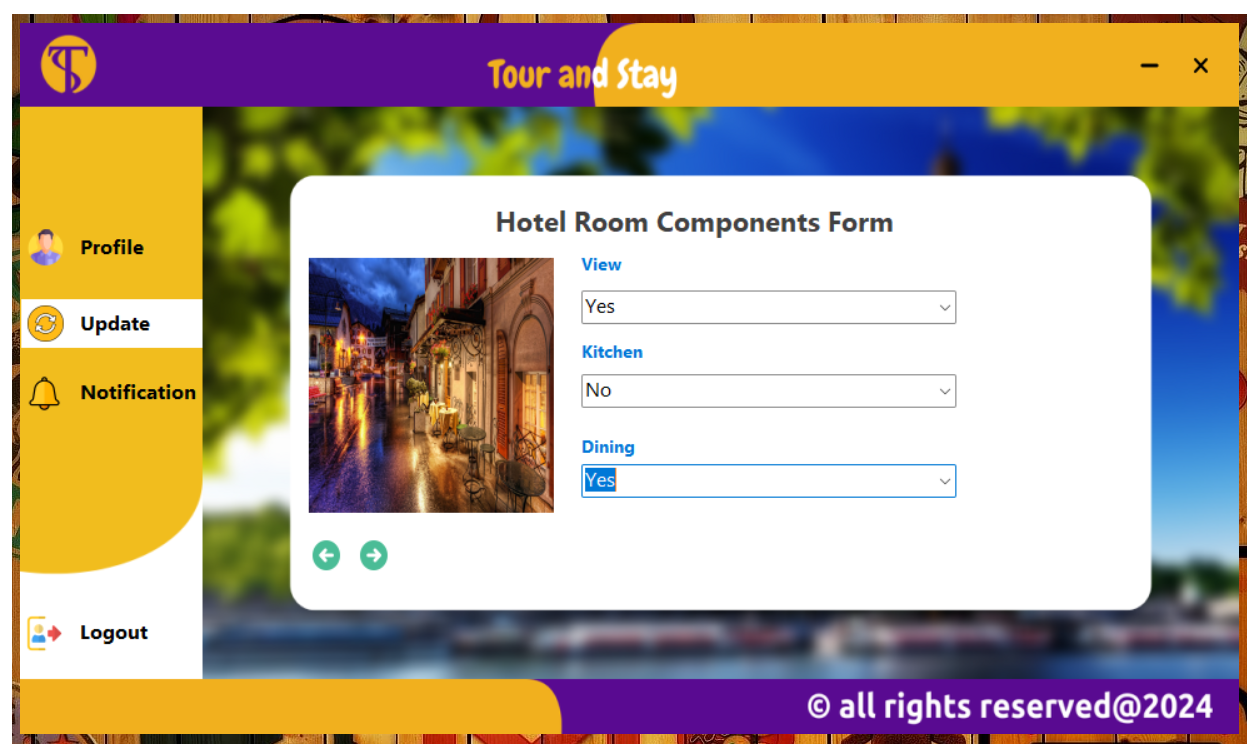 Tour and Stay
Profile
Update
Notification
Logout
Hotel Room Components Form
View
Yes
Kitchen
No
Dining
Yes
© all rights reserved@2024